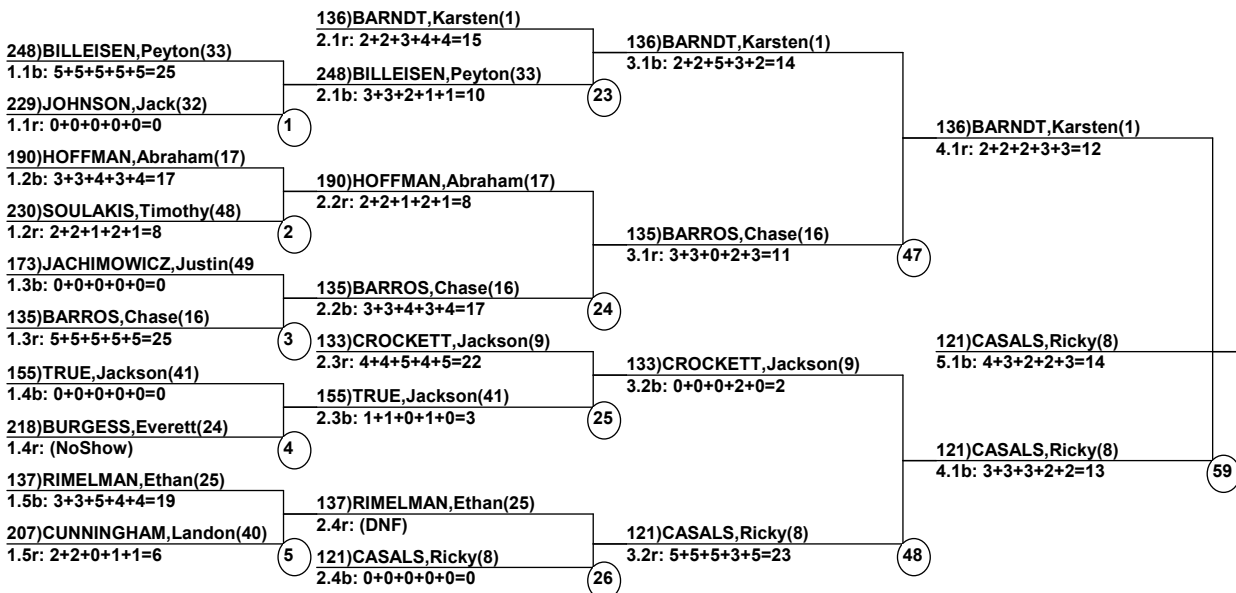 248)BILLEISEN,Peyton(33)
1.1b: 5+5+5+5+5=25
229)JOHNSON,Jack(32)
1.1r: 0+0+0+0+0=0
1
190)HOFFMAN,Abraham(17)
1.2b: 3+3+4+3+4=17
230)SOULAKIS,Timothy(48)
1.2r: 2+2+1+2+1=8
2
173)JACHIMOWICZ,Justin(49
1.3b: 0+0+0+0+0=0
135)BARROS,Chase(16)
1.3r: 5+5+5+5+5=25
3
155)TRUE,Jackson(41)
1.4b: 0+0+0+0+0=0
218)BURGESS,Everett(24)
1.4r: (NoShow)
4
137)RIMELMAN,Ethan(25)
1.5b: 3+3+5+4+4=19
207)CUNNINGHAM,Landon(40)
1.5r: 2+2+0+1+1=6
5
136)BARNDT,Karsten(1)
2.1r: 2+2+3+4+4=15
248)BILLEISEN,Peyton(33)
2.1b: 3+3+2+1+1=10
23
190)HOFFMAN,Abraham(17)
2.2r: 2+2+1+2+1=8
135)BARROS,Chase(16)
2.2b: 3+3+4+3+4=17
24
133)CROCKETT,Jackson(9)
2.3r: 4+4+5+4+5=22
155)TRUE,Jackson(41)
2.3b: 1+1+0+1+0=3
25
137)RIMELMAN,Ethan(25)
2.4r: (DNF)
121)CASALS,Ricky(8)
2.4b: 0+0+0+0+0=0
26
136)BARNDT,Karsten(1)
3.1b: 2+2+5+3+2=14
135)BARROS,Chase(16)
3.1r: 3+3+0+2+3=11
47
133)CROCKETT,Jackson(9)
3.2b: 0+0+0+2+0=2
121)CASALS,Ricky(8)
3.2r: 5+5+5+3+5=23
48
136)BARNDT,Karsten(1)
4.1r: 2+2+2+3+3=12
121)CASALS,Ricky(8)
5.1b: 4+3+2+2+3=14
121)CASALS,Ricky(8)
4.1b: 3+3+3+2+2=13
59